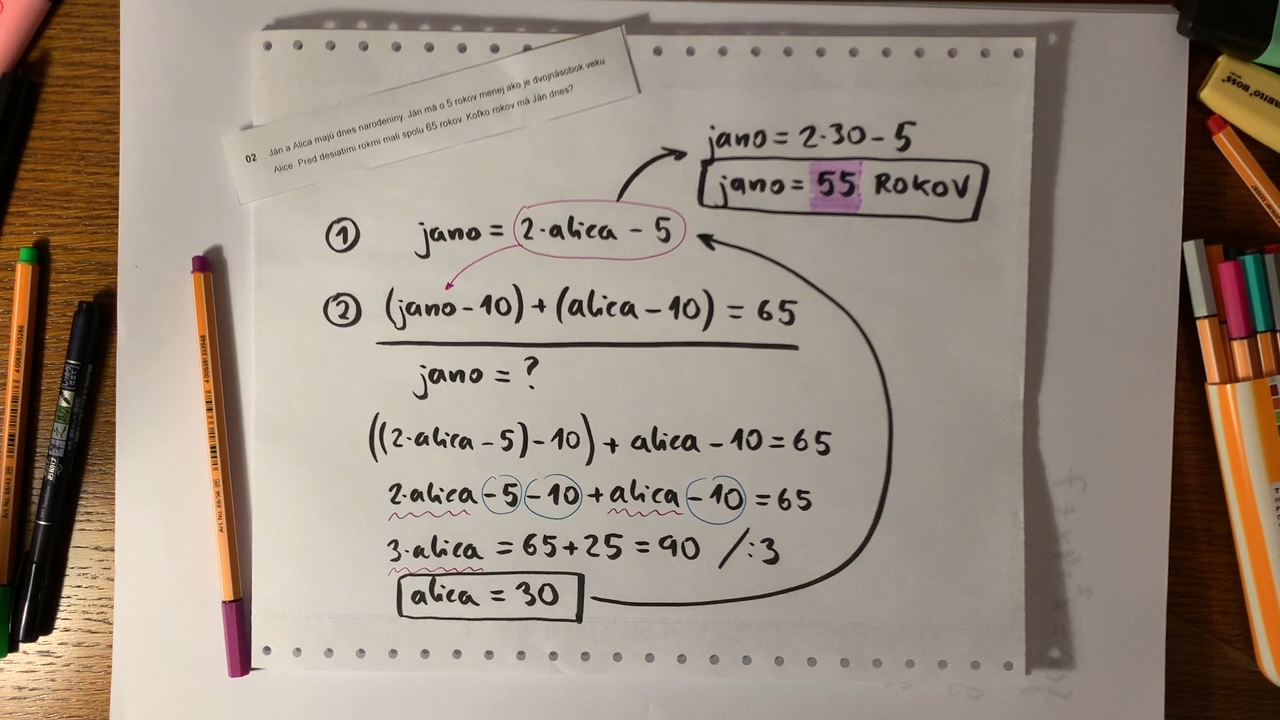 02 Ján a Alica majú dnes narodeniny. Ján má o 5 rokov menej ako je dvojnásobok veku
Alice. Pred desiatimi rokmi mali spolu 65 rokov. Koľko rokov má Ján dnes?
jano = 2·30 - 5
jano = 55 ROKOV
1 jano = 2·alica - 5
2 (jano - 10) + (alica - 10) = 65
jano = ?
((2·alica - 5) - 10) + alica - 10 = 65
2·alica - 5 - 10 + alica - 10 = 65
3·alica = 65 + 25 = 90 /:3
alica = 30
BOSS